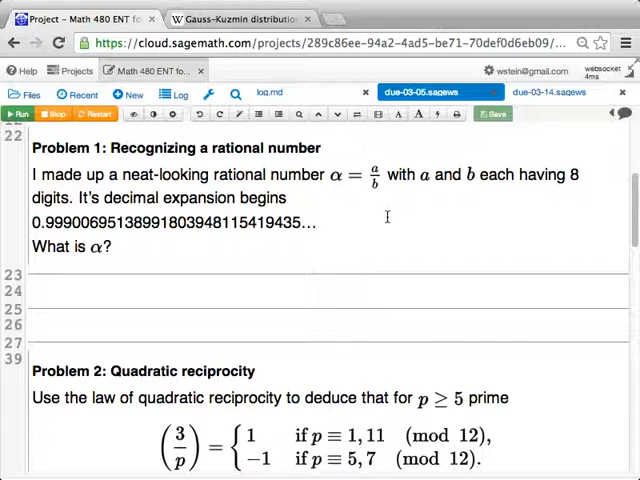 Project – Math 480 ENT fo…
Gauss-Kuzmin distribution
https://cloud.sagemath.com/projects/289c86ee-94a2-4ad5-be71-70def0d6eb09/…
Help
Projects
Math 480 ENT fo…
wstein@gmail.com
websocket
4ms
Files
Recent
New
Log
log.md
due-03-05.sagews
due-03-14.sagews
Run
Stop
Restart
Save
22
Problem 1: Recognizing a rational number
I made up a neat-looking rational number α = a/b with a and b each having 8
digits. It's decimal expansion begins
0.99900695138991803948115419435…
What is α?
23
24
25
26
27
39
Problem 2: Quadratic reciprocity
Use the law of quadratic reciprocity to deduce that for p ≥ 5 prime
(3/p) = { 1 if p ≡ 1, 11 (mod 12),
−1 if p ≡ 5, 7 (mod 12).